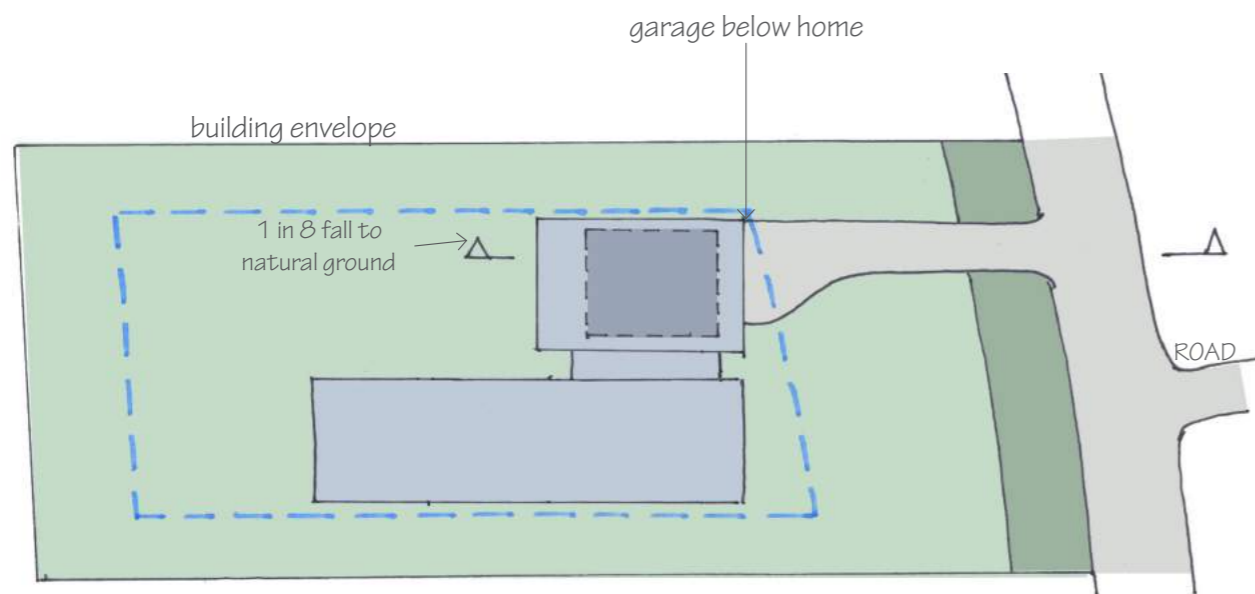 garage below home
building envelope
1 in 8 fall to
natural ground
ROAD